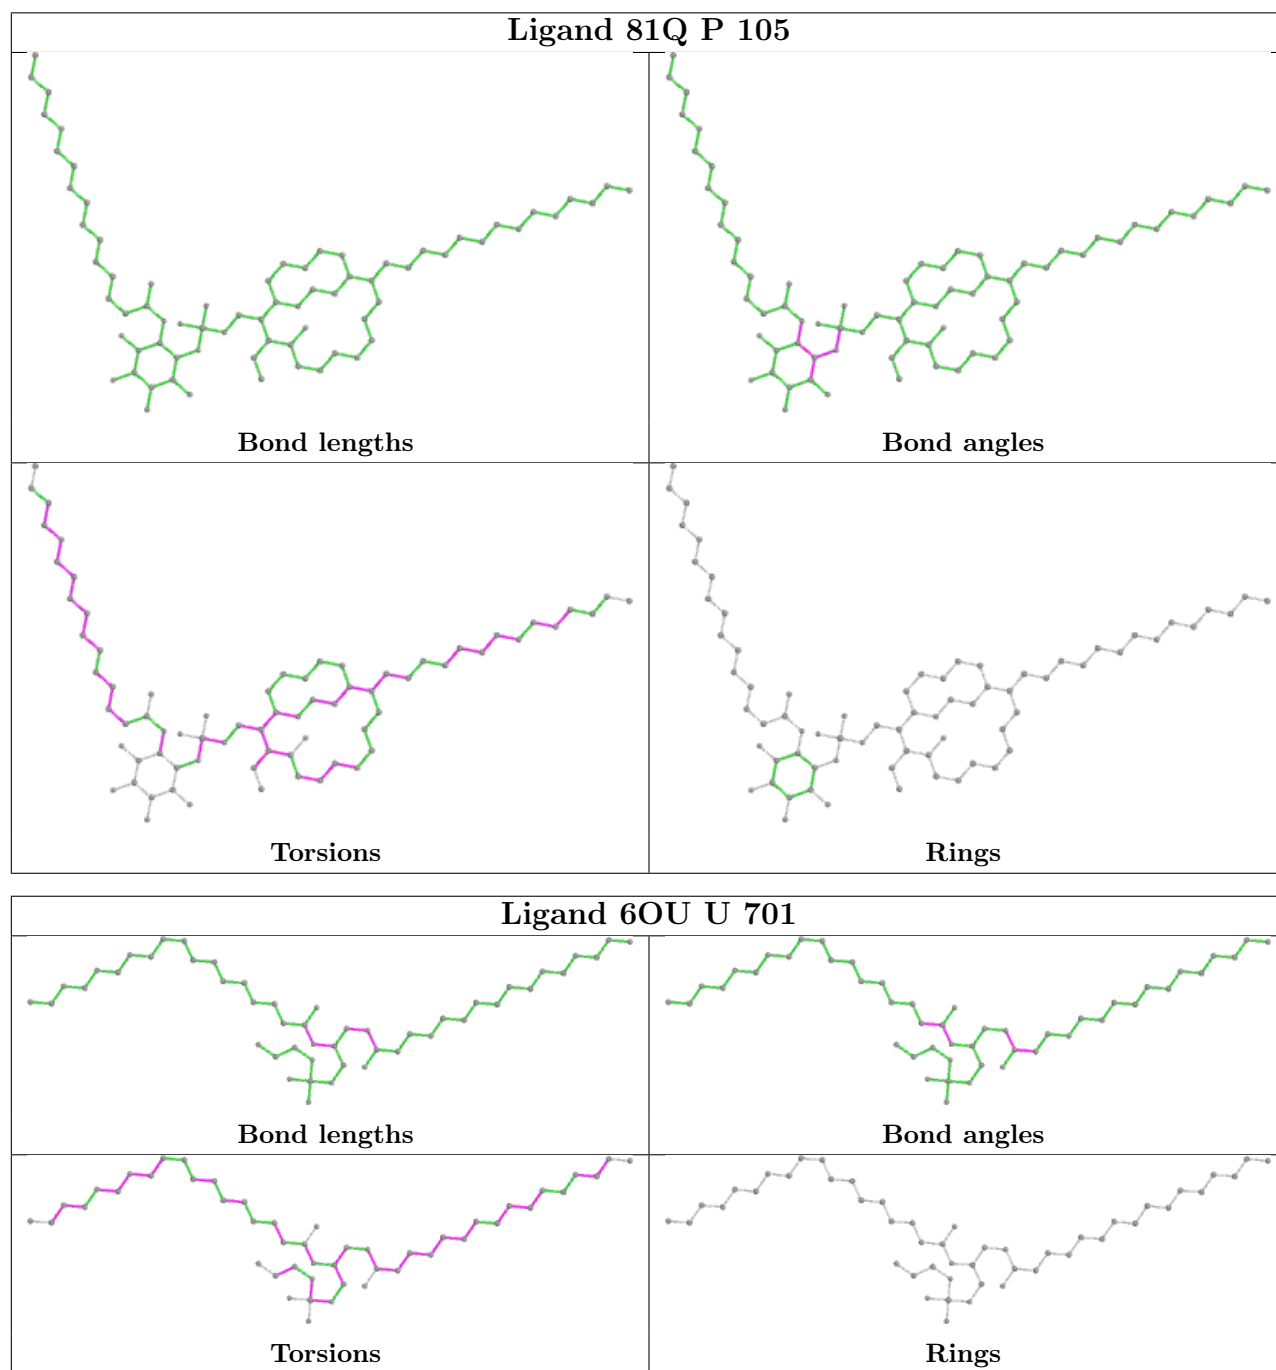 Ligand 81Q P 105
Bond lengths
Bond angles
Torsions
Rings
Ligand 6OU U 701
Bond lengths
Bond angles
Torsions
Rings